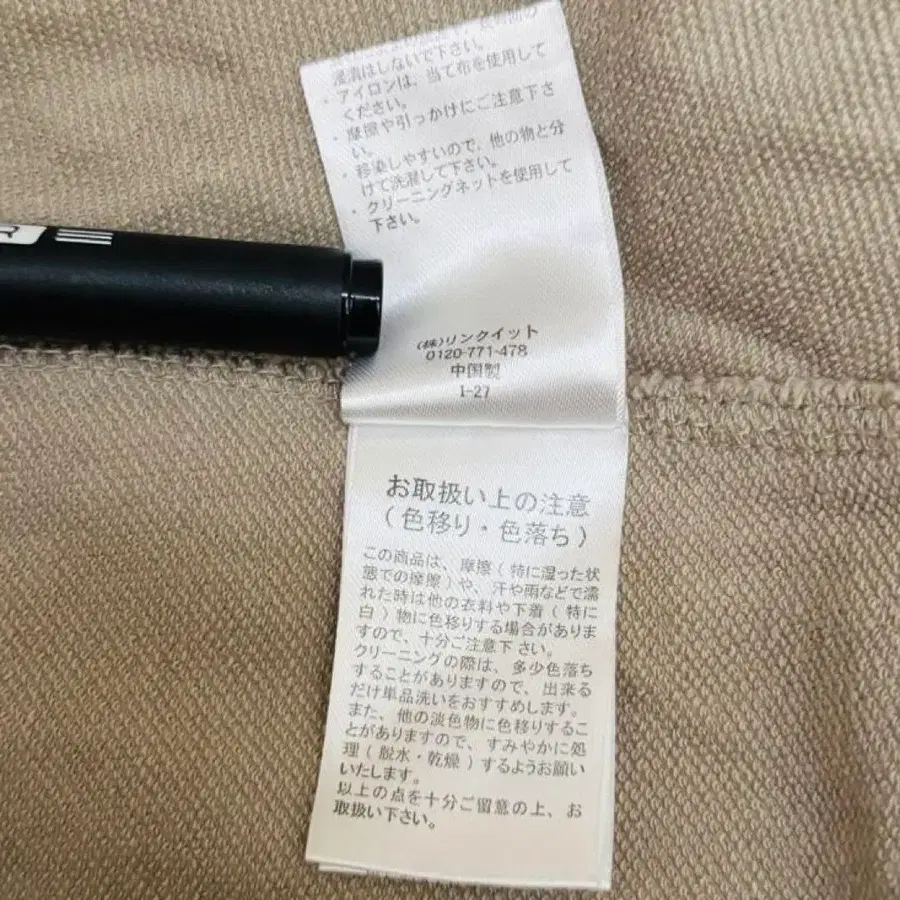 浸漬はしないで下さい。
・アイロンは、当て布を使用して
ください。
・摩擦や引っかけにご注意下さ
い。
・移染しやすいので、他の物と分
けて洗濯して下さい。
・クリーニングネットを使用して
下さい。
(株)リンクイット
0120-771-478
中国製
I-27
お取扱い上の注意
(色移り・色落ち)
この商品は、摩擦(特に湿った状
態での摩擦)や、汗や雨などで濡
れた時は他の衣料や下着(特に
白)物に色移りする場合がありま
すので、十分ご注意下さい。
クリーニングの際は、多少色落ち
することがありますので、出来る
だけ単品洗いをおすすめします。
また、他の淡色物に色移りするこ
とがありますので、すみやかに処
理(脱水・乾燥)するようお願い
いたします。
以上の点を十分ご留意の上、お
取扱い下さい。